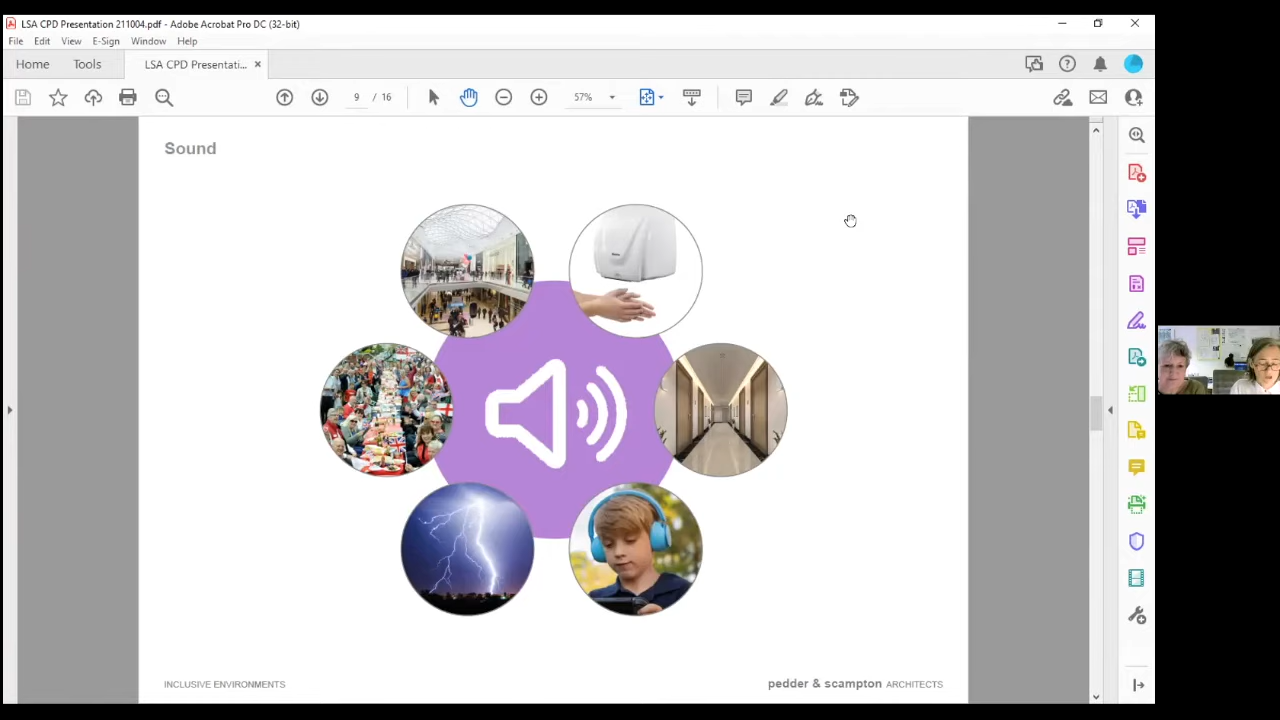 LSA CPD Presentation 211004.pdf - Adobe Acrobat Pro DC (32-bit)
File Edit View E-Sign Window Help
Home Tools LSA CPD Presentati... ×
9 / 16 57%
Sound
INCLUSIVE ENVIRONMENTS pedder & scampton ARCHITECTS